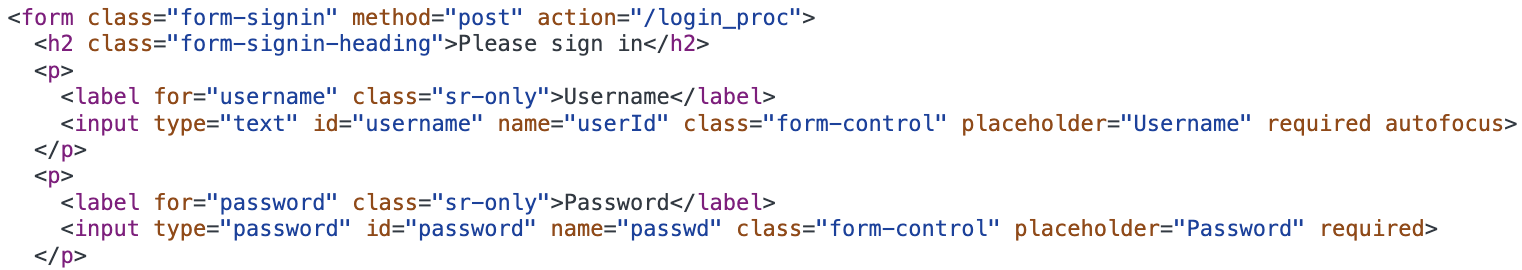 <form class="form-signin" method="post" action="/login_proc">
  <h2 class="form-signin-heading">Please sign in</h2>
  <p>
    <label for="username" class="sr-only">Username</label>
    <input type="text" id="username" name="userId" class="form-control" placeholder="Username" required autofocus>
  </p>
  <p>
    <label for="password" class="sr-only">Password</label>
    <input type="password" id="password" name="passwd" class="form-control" placeholder="Password" required>
  </p>